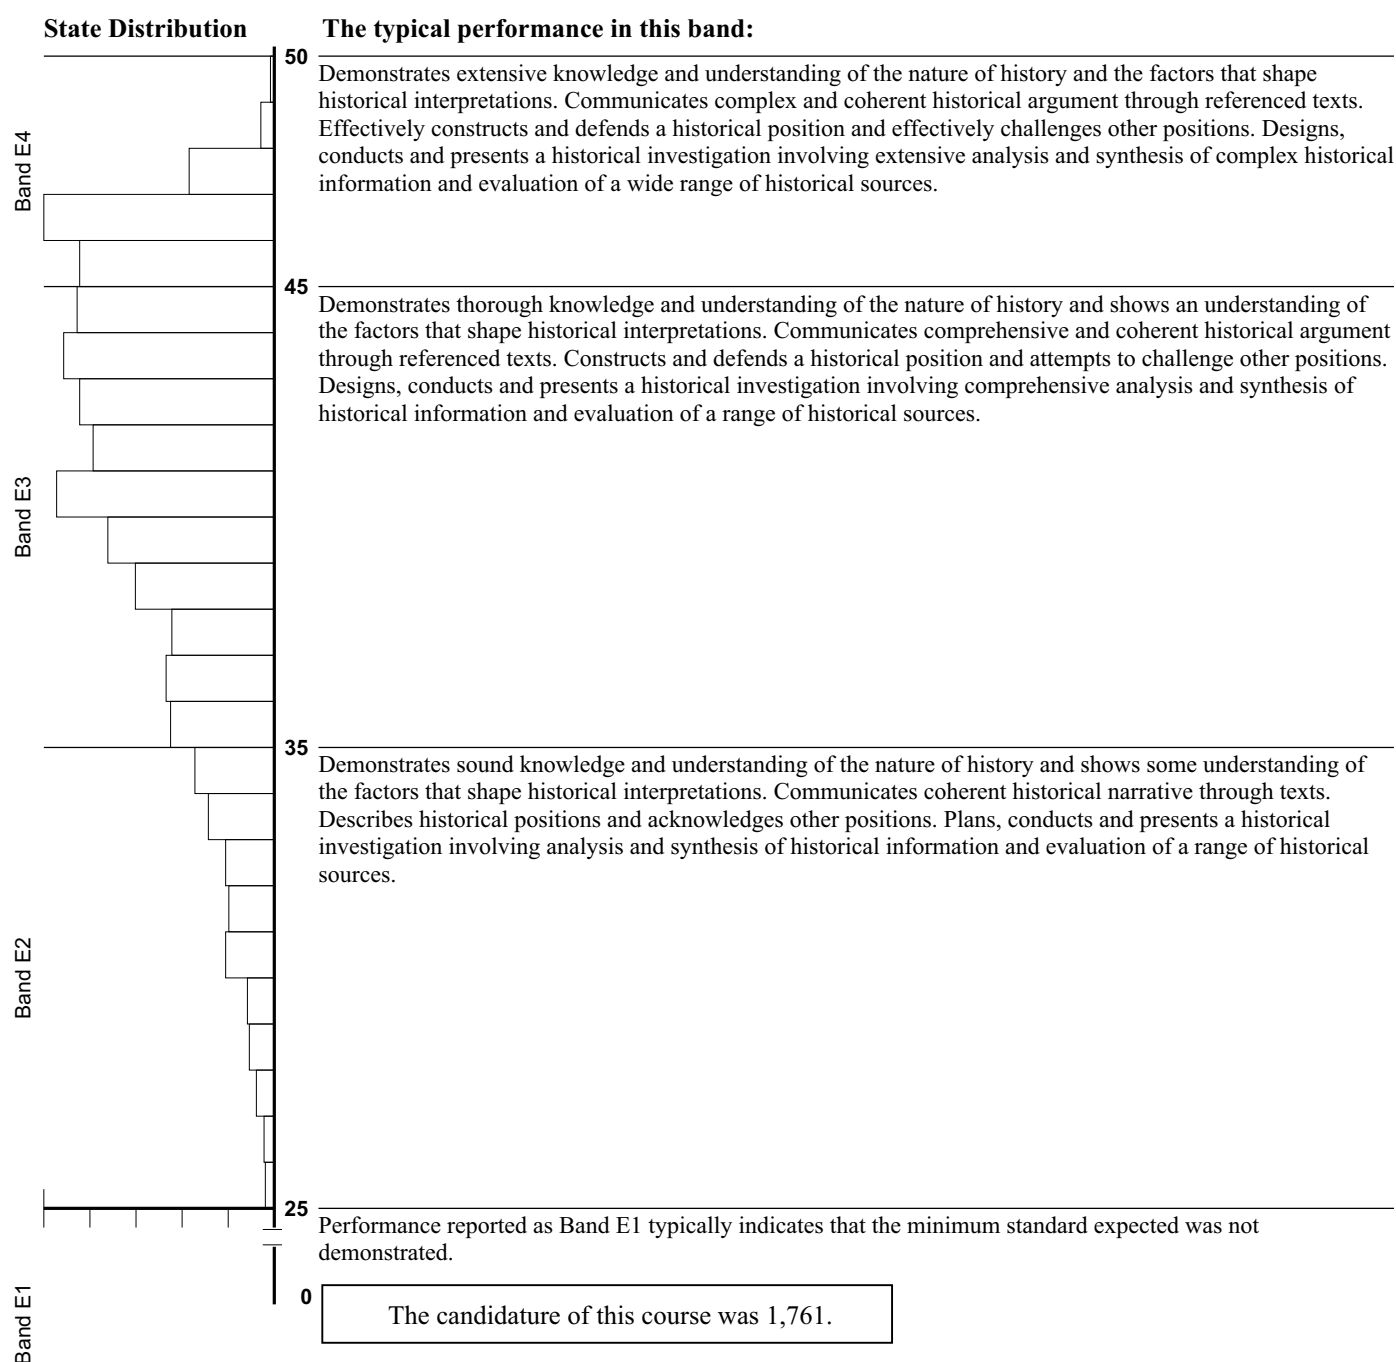 State Distribution
The typical performance in this band:
50
Demonstrates extensive knowledge and understanding of the nature of history and the factors that shape
historical interpretations. Communicates complex and coherent historical argument through referenced texts.
Effectively constructs and defends a historical position and effectively challenges other positions. Designs,
conducts and presents a historical investigation involving extensive analysis and synthesis of complex historical
information and evaluation of a wide range of historical sources.
Band E4
45
Demonstrates thorough knowledge and understanding of the nature of history and shows an understanding of
the factors that shape historical interpretations. Communicates comprehensive and coherent historical argument
through referenced texts. Constructs and defends a historical position and attempts to challenge other positions.
Designs, conducts and presents a historical investigation involving comprehensive analysis and synthesis of
historical information and evaluation of a range of historical sources.
Band E3
35
Demonstrates sound knowledge and understanding of the nature of history and shows some understanding of
the factors that shape historical interpretations. Communicates coherent historical narrative through texts.
Describes historical positions and acknowledges other positions. Plans, conducts and presents a historical
investigation involving analysis and synthesis of historical information and evaluation of a range of historical
sources.
Band E2
25
Performance reported as Band E1 typically indicates that the minimum standard expected was not
demonstrated.
Band E1
0
The candidature of this course was 1,761.